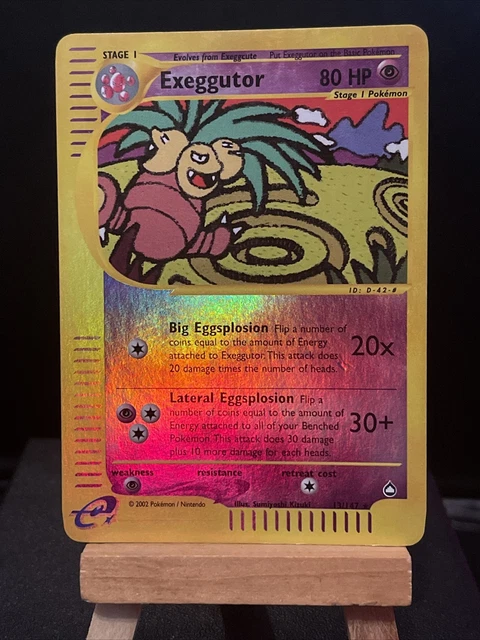 STAGE 1 Evolves from Exeggcute Put Exeggutor on the Basic Pokémon
Exeggutor 80 HP
Stage 1 Pokémon
ID: D-42-#
Big Eggsplosion Flip a number of
coins equal to the amount of Energy
attached to Exeggutor. This attack does
20 damage times the number of heads.
20x
Lateral Eggsplosion Flip a
number of coins equal to the amount of
Energy attached to all of your Benched
Pokémon. This attack does 30 damage
plus 10 more damage for each heads.
30+
weakness resistance retreat cost
© 2002 Pokémon / Nintendo Illus. Sumiyoshi Kizuki
e